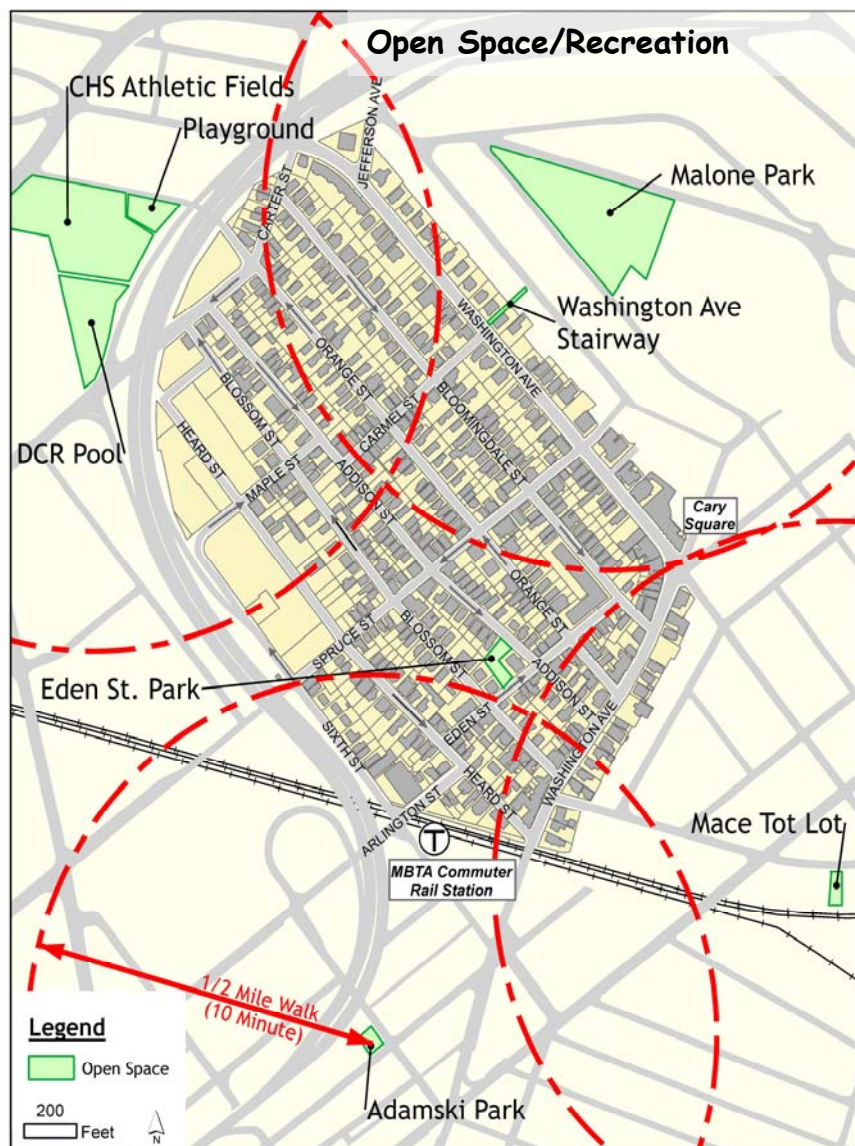 Open Space/Recreation
CHS Athletic Fields
Playground
JEFFERSON AVE
Malone Park
CARTER ST
Washington Ave
Stairway
WASHINGTON AVE
ORANGE ST
BLOOMINGDALE ST
CARMEL ST
BLOSSOM ST
DCR Pool
HEARD ST
MAPLE ST
ADDISON ST
Cary
Square
ORANGE ST
SPRUCE ST
BLOSSOM ST
Eden St. Park
ADDISON ST
EDEN ST
SIXTH ST
WASHINGTON AVE
HEARD ST
ARLINGTON ST
T
MBTA Commuter
Rail Station
Mace Tot Lot
1/2 Mile Walk
(10 Minute)
Legend
Open Space
200
Feet
N
Adamski Park